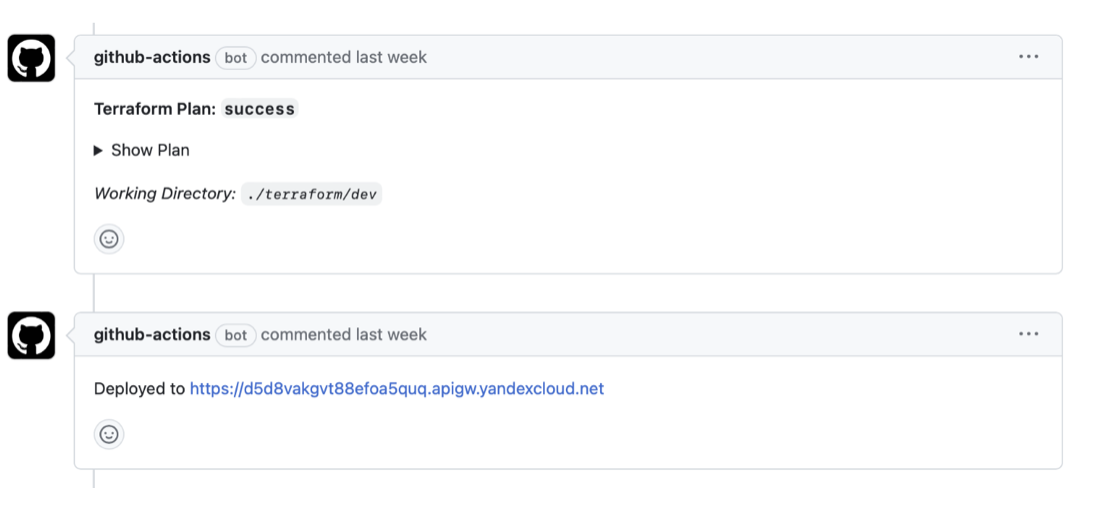 github-actions bot commented last week
Terraform Plan: success
Show Plan
Working Directory: ./terraform/dev
github-actions bot commented last week
Deployed to https://d5d8vakgvt88efoa5quq.apigw.yandexcloud.net